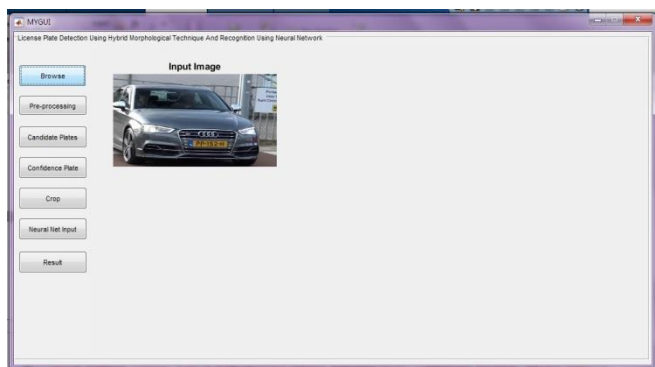 MYGUI
License Plate Detection Using Hybrid Morphological Technique And Recognition Using Neural Network
Input Image
Browse
Pre-processing
Candidate Plates
Confidence Plate
Crop
Neural Net Input
Result